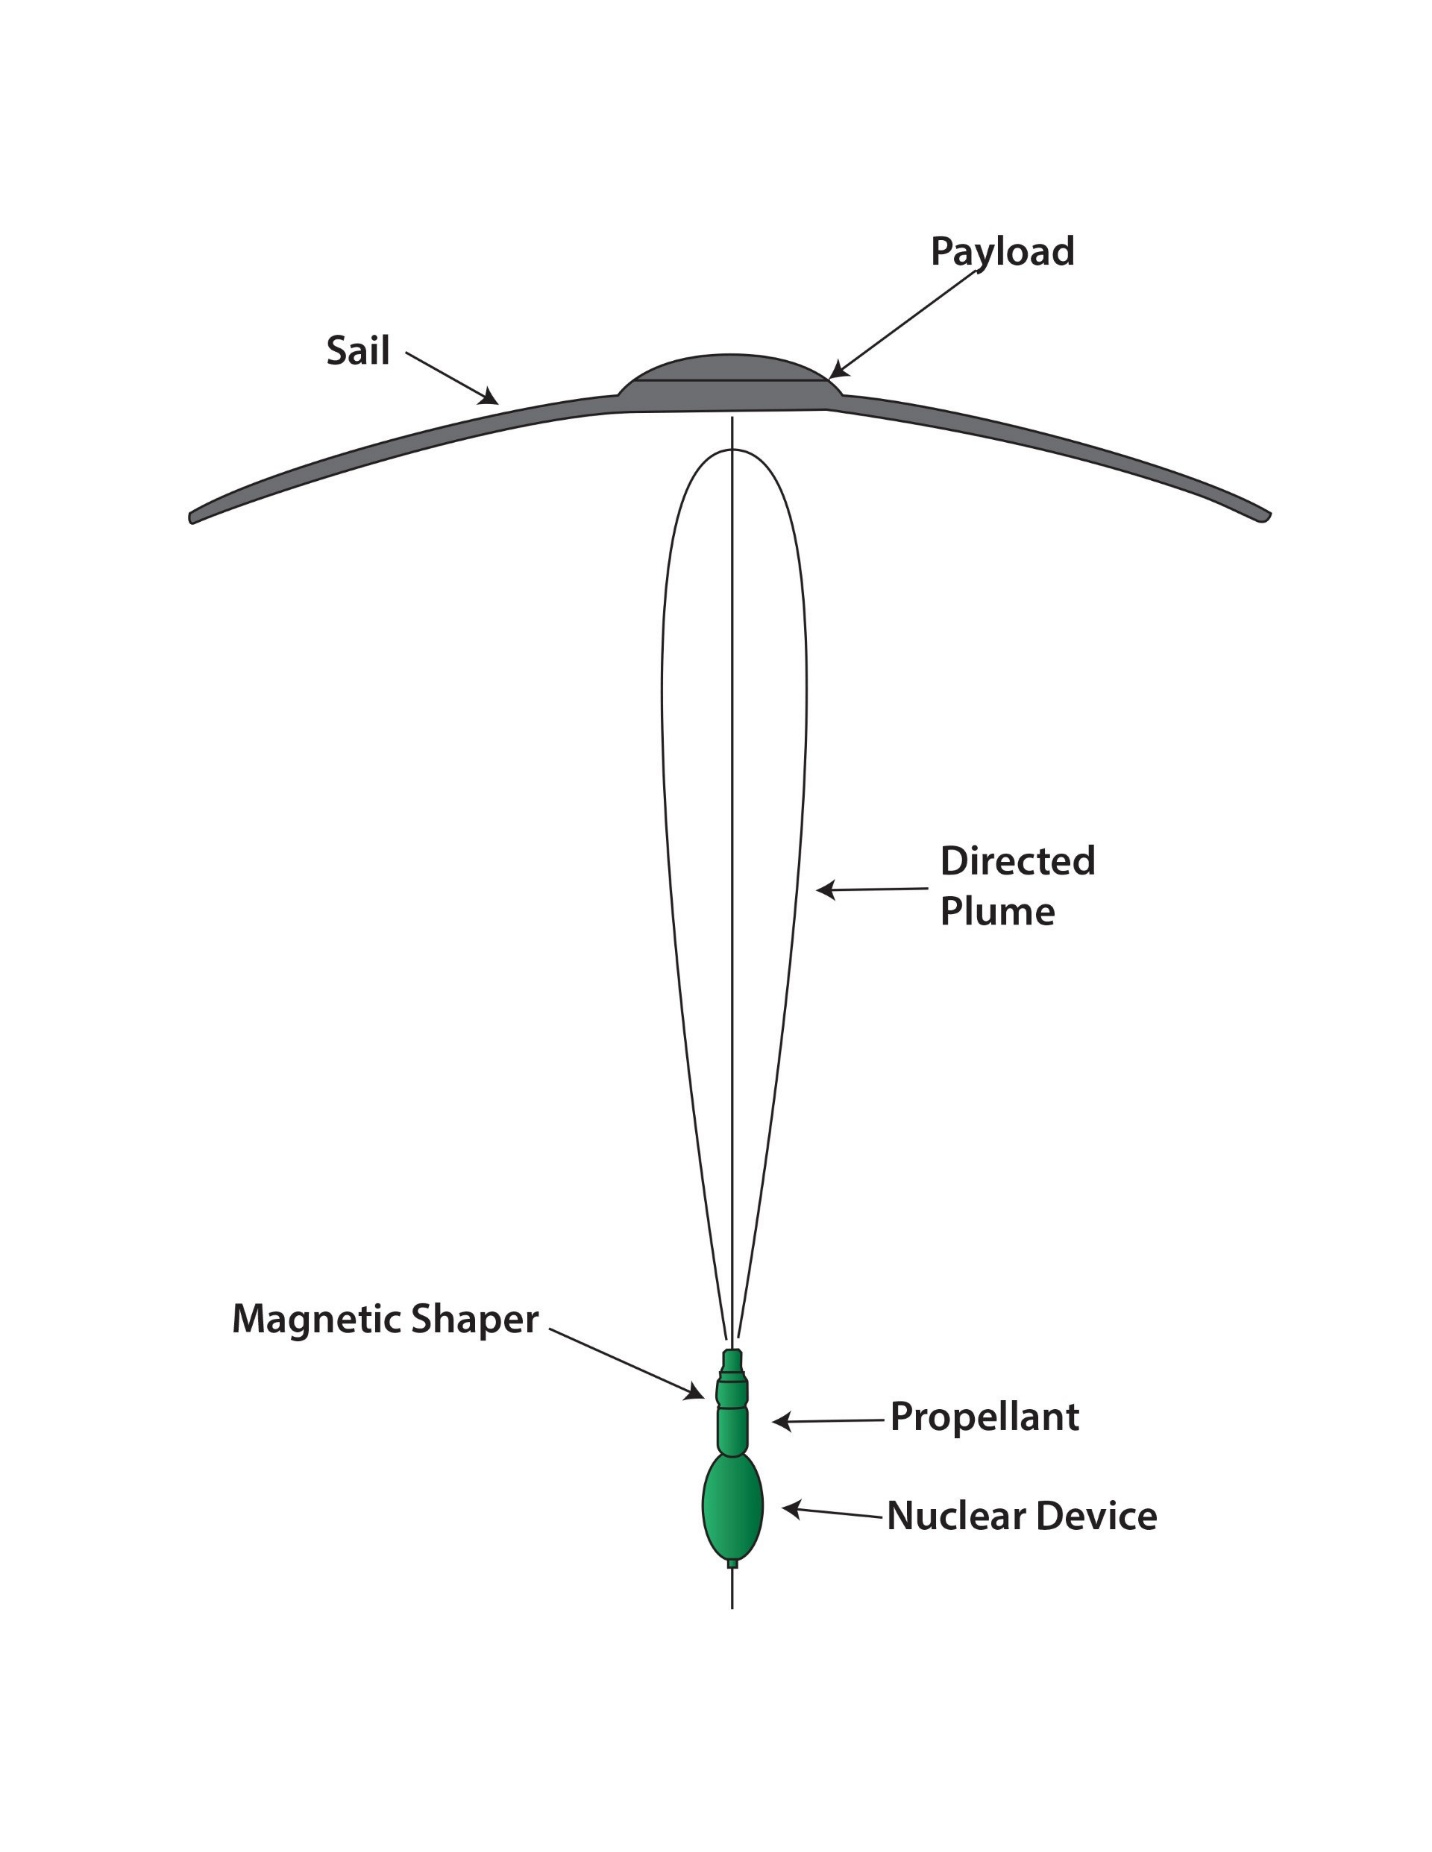 Payload
Sail
Directed
Plume
Magnetic Shaper
Propellant
Nuclear Device